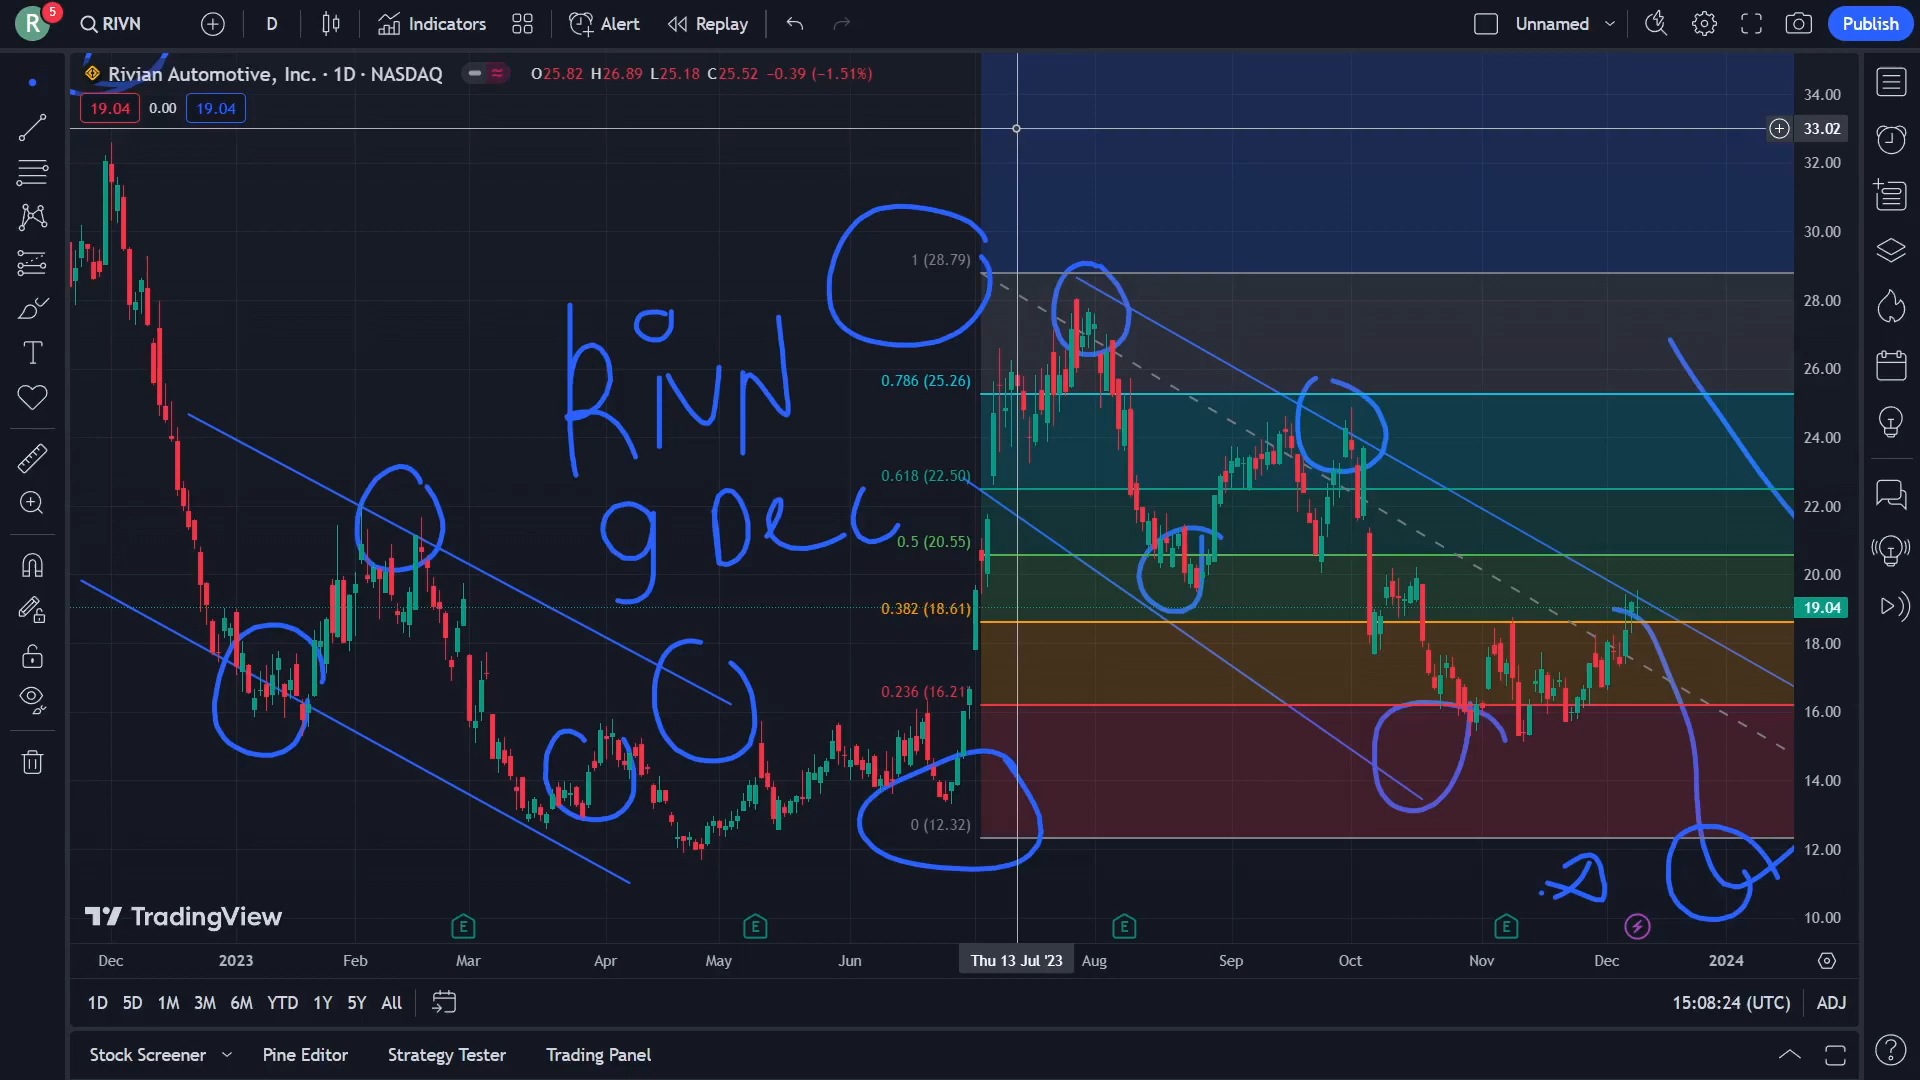 R 5 RIVN D Indicators Alert Replay Unnamed Publish
Rivian Automotive, Inc. · 1D · NASDAQ O25.82 H26.89 L25.18 C25.52 −0.39 (−1.51%)
19.04 0.00 19.04
34.00
33.02
32.00
30.00
1 (28.79)
28.00
Rivn
26.00
0.786 (25.26)
24.00
0.618 (22.50)
22.00
9 Dec
0.5 (20.55)
20.00
0.382 (18.61)
19.04
18.00
0.236 (16.21)
16.00
14.00
0 (12.32)
12.00
TradingView
10.00
E E E E
Dec 2023 Feb Mar Apr May Jun Thu 13 Jul '23 Aug Sep Oct Nov Dec 2024
1D 5D 1M 3M 6M YTD 1Y 5Y All 15:08:24 (UTC) ADJ
Stock Screener Pine Editor Strategy Tester Trading Panel